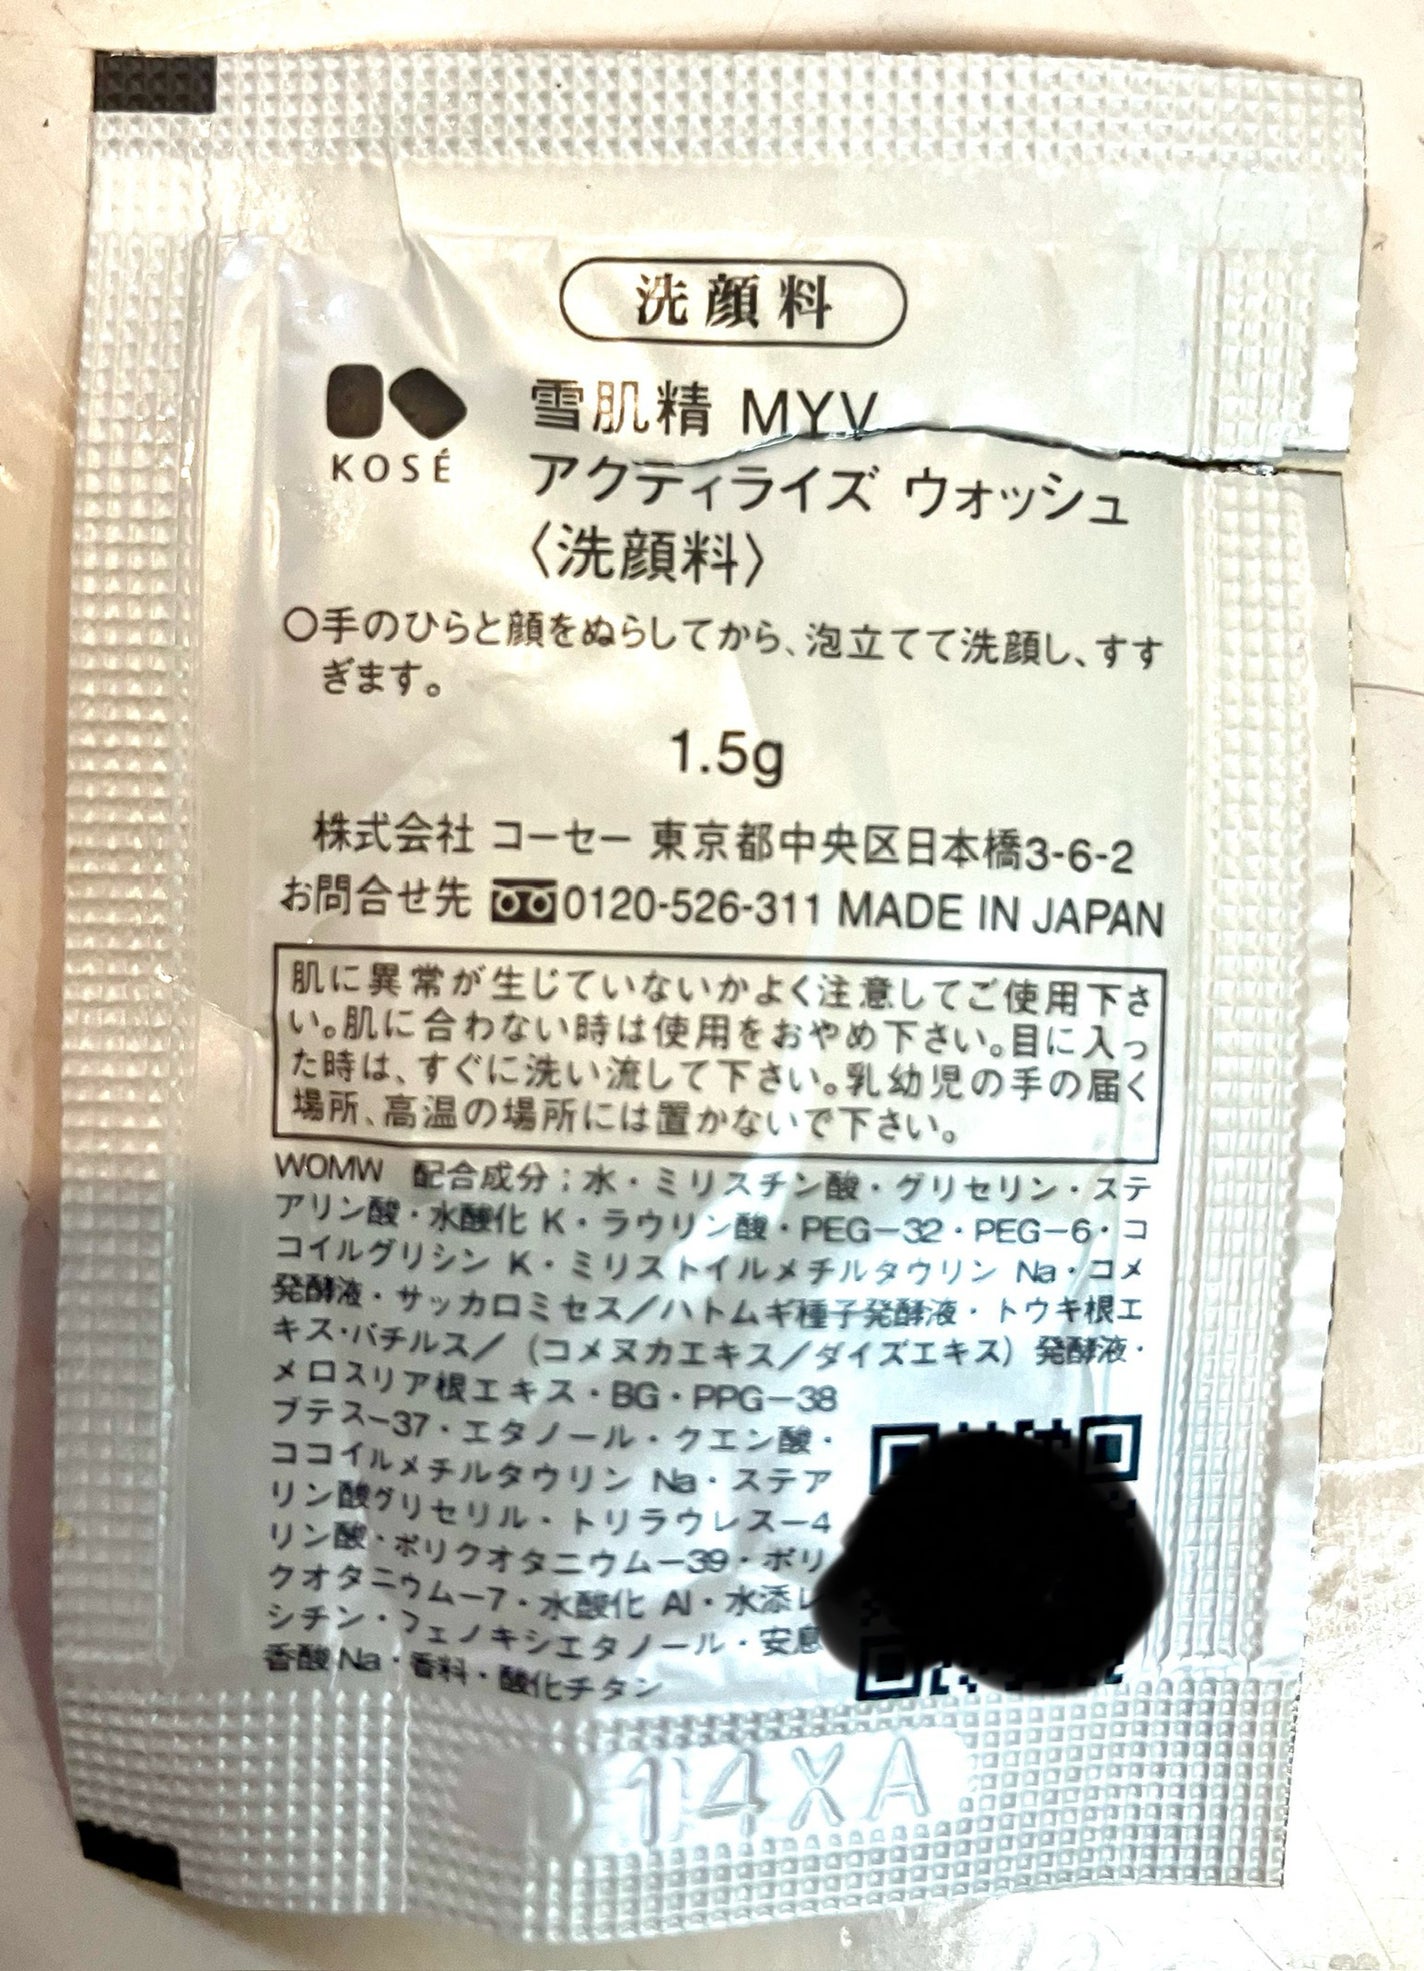 洗顔料
KOSÉ
雪肌精 MYV
アクティライズ ウォッシュ
〈洗顔料〉
○手のひらと顔をぬらしてから、泡立てて洗顔し、すす
ぎます。
1.5g
株式会社 コーセー 東京都中央区日本橋3-6-2
お問合せ先 0120-526-311 MADE IN JAPAN
肌に異常が生じていないかよく注意してご使用下さ
い。肌に合わない時は使用をおやめ下さい。目に入っ
た時は、すぐに洗い流して下さい。乳幼児の手の届く
場所、高温の場所には置かないで下さい。
WOMW 配合成分；水・ミリスチン酸・グリセリン・ステ
アリン酸・水酸化 K・ラウリン酸・PEG－32・PEG－6・コ
コイルグリシン K・ミリストイルメチルタウリン Na・コメ
発酵液・サッカロミセス／ハトムギ種子発酵液・トウキ根エ
キス・バチルス／（コメヌカエキス／ダイズエキス）発酵液・
メロスリア根エキス・BG・PPG－38
ブテス－37・エタノール・クエン酸・
ココイルメチルタウリン Na・ステア
リン酸グリセリル・トリラウレス－4
リン酸・ポリクオタニウム－39・ポリ
クオタニウム－7・水酸化 Al・水添レ
シチン・フェノキシエタノール・安息
香酸 Na・香料・酸化チタン
14XA